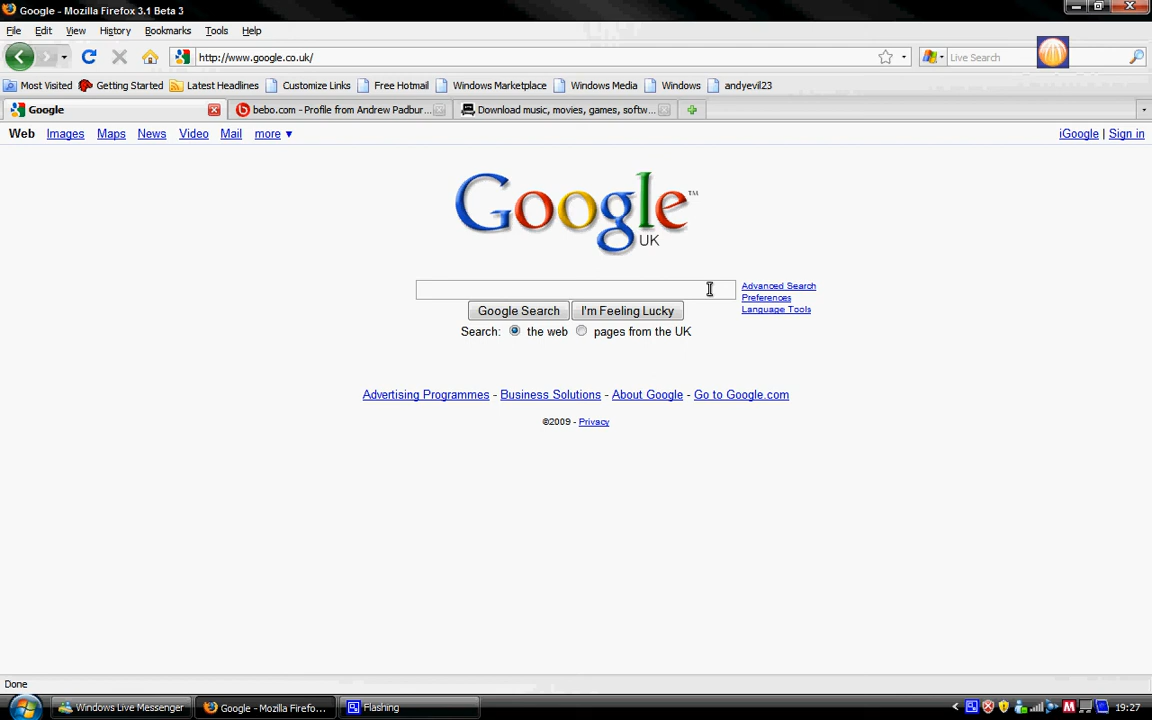 Google - Mozilla Firefox 3.1 Beta 3
File Edit View History Bookmarks Tools Help
http://www.google.co.uk/ Live Search
Most Visited Getting Started Latest Headlines Customize Links Free Hotmail Windows Marketplace Windows Media Windows andyevil23
Google bebo.com - Profile from Andrew Padbur... Download music, movies, games, softw...
Web Images Maps News Video Mail more ▼ iGoogle | Sign in
Google™
UK
Advanced Search
Preferences
Language Tools
Google Search I'm Feeling Lucky
Search: the web pages from the UK
Advertising Programmes - Business Solutions - About Google - Go to Google.com
©2009 - Privacy
Done
Windows Live Messenger Google - Mozilla Firefo... Flashing 19:27